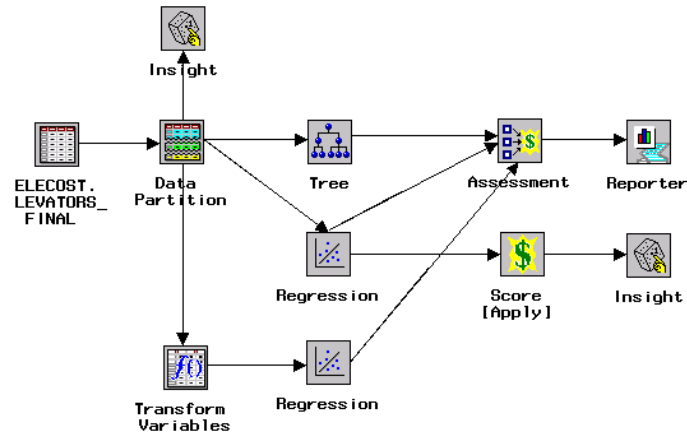 Insight
ELECOST.
LEVATORS_
FINAL
Data
Partition
Tree
Assessment
Reporter
Regression
Score
[Apply]
Insight
Transform
Variables
Regression